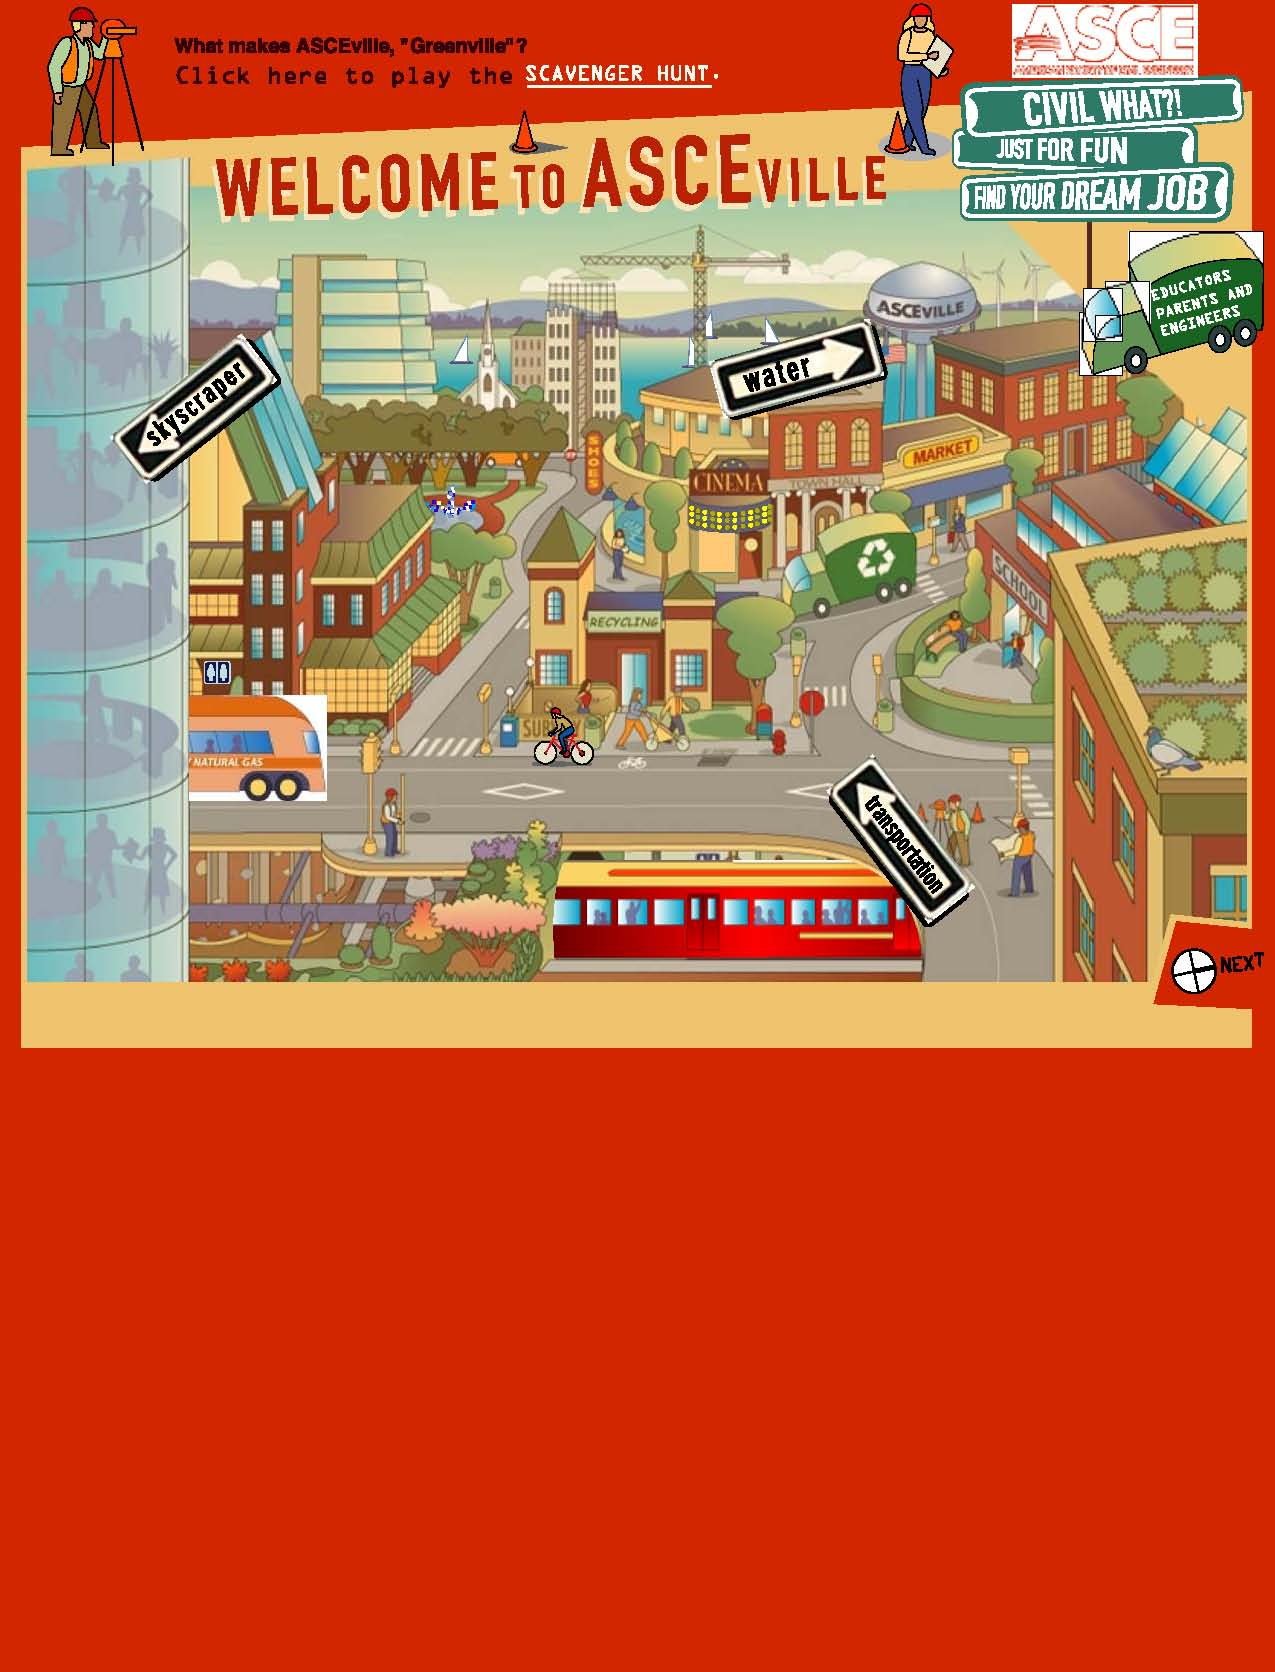 What makes ASCEville, "Greenville"?
Click here to play the SCAVENGER HUNT.
ASCE
CIVIL WHAT?!
JUST FOR FUN
FIND YOUR DREAM JOB
WELCOME TO ASCEVILLE
EDUCATORS
PARENTS AND
ENGINEERS
ASCEVILLE
skyscraper
water
MARKET
SHOES
CINEMA
TOWN HALL
SCHOOL
RECYCLING
NATURAL GAS
transportation
NEXT